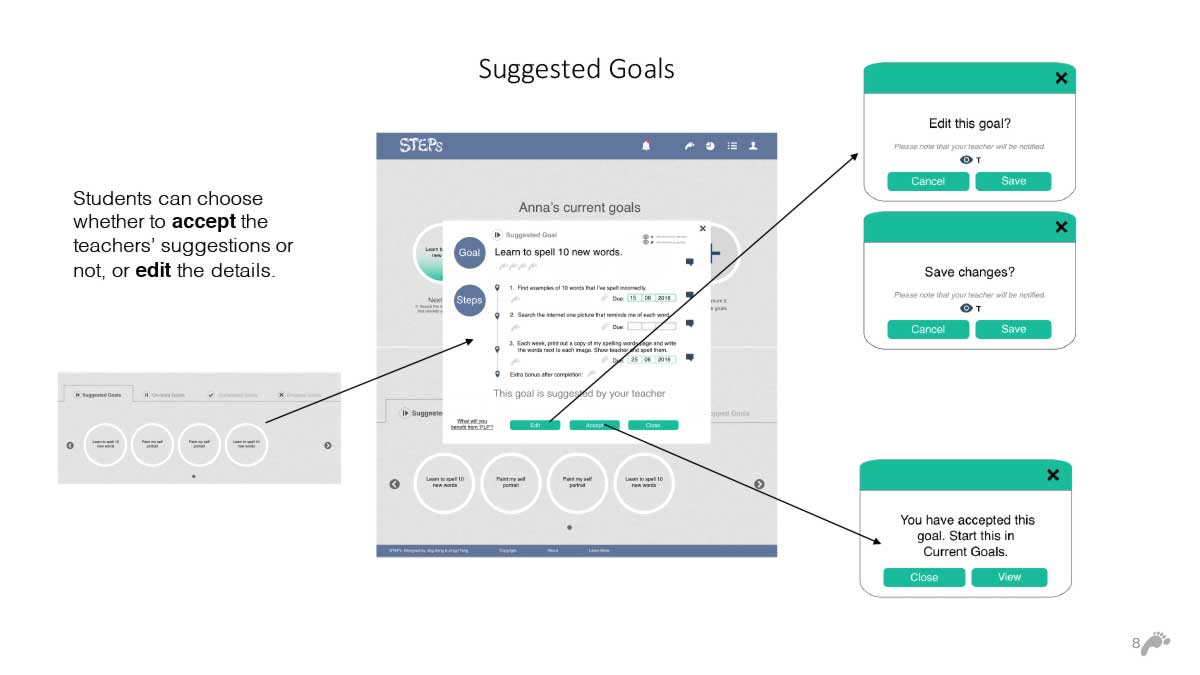 Suggested Goals
Students can choose
whether to accept the
teachers' suggestions or
not, or edit the details.
Suggested Goals
On-hold Goals
Completed Goals
Dropped Goals
Learn to spell 10
new words
Paint my self
portrait
Paint my self
portrait
Learn to spell 10
new words
STEPs
Anna's current goals
Learn to
new
Next
Suggested Goal
Goal
Learn to spell 10 new words.
Steps
1. Find examples of 10 words that I've spelt incorrectly.
Due: 15 06 2016
2. Search the internet one picture that reminds me of each word.
Due:
3. Each week, print out a copy of my spelling words page and write
the words next to each image. Show teacher and spell them.
Due: 25 06 2016
Extra bonus after completion:
This goal is suggested by your teacher
What will you
benefit from 'PLP'?
Edit
Accept
Close
Suggested
opped Goals
Learn to spell 10
new words
Paint my self
portrait
Paint my self
portrait
Learn to spell 10
new words
Copyright
About
Learn More
Edit this goal?
Please note that your teacher will be notified.
T
Cancel
Save
Save changes?
Please note that your teacher will be notified.
T
Cancel
Save
You have accepted this
goal. Start this in
Current Goals.
Close
View
8